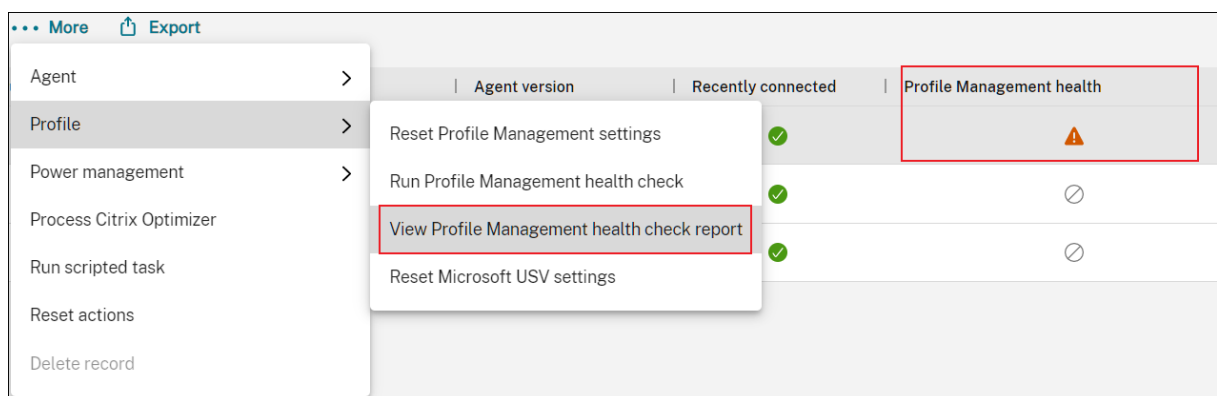 ••• More Export
Agent
Agent version
Recently connected
Profile Management health
Profile
Reset Profile Management settings
Power management
Run Profile Management health check
Process Citrix Optimizer
View Profile Management health check report
Run scripted task
Reset Microsoft USV settings
Reset actions
Delete record